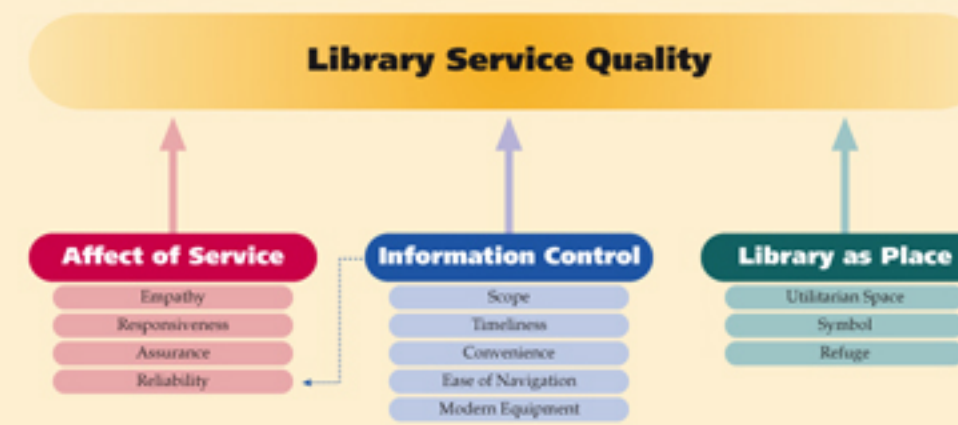 Library Service Quality
Affect of Service
Empathy
Responsiveness
Assurance
Reliability
Information Control
Scope
Timeliness
Convenience
Ease of Navigation
Modern Equipment
Library as Place
Utilitarian Space
Symbol
Refuge